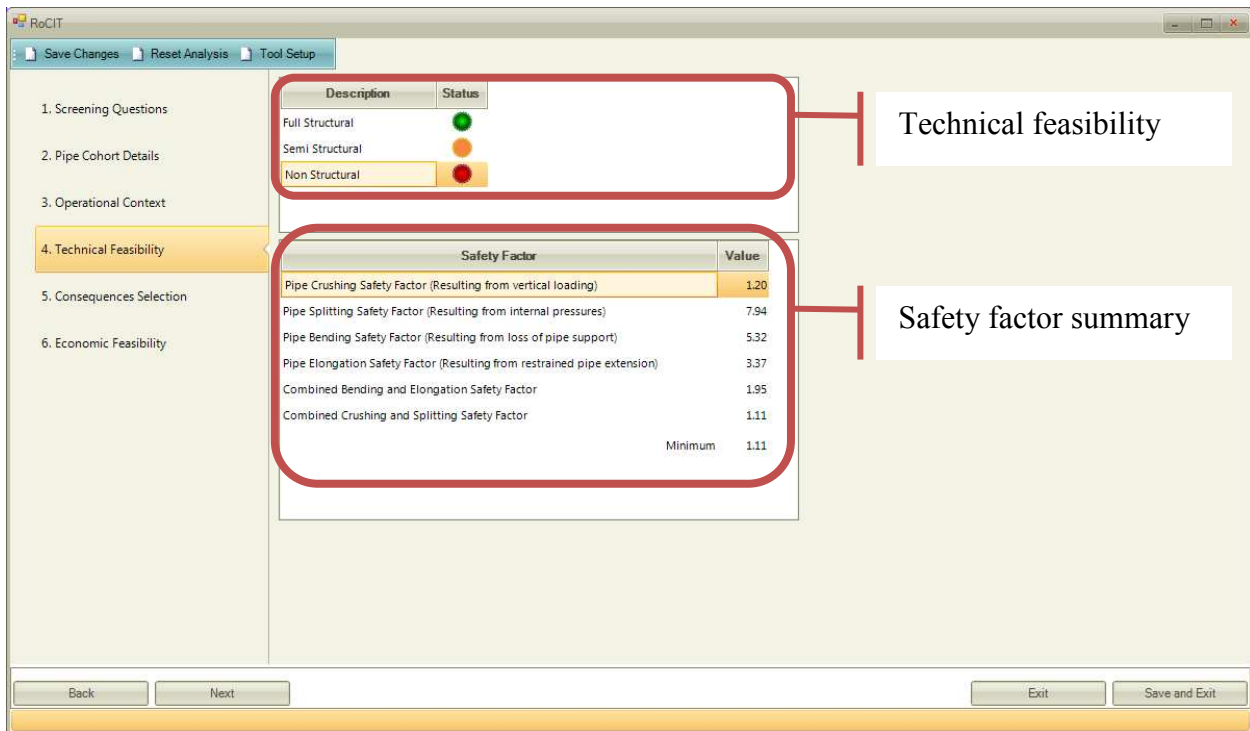 RoCIT
Save Changes Reset Analysis Tool Setup
1. Screening Questions
2. Pipe Cohort Details
3. Operational Context
4. Technical Feasibility
5. Consequences Selection
6. Economic Feasibility
Description Status
Full Structural
Semi Structural
Non Structural
Technical feasibility
Safety Factor Value
Pipe Crushing Safety Factor (Resulting from vertical loading) 1.20
Pipe Splitting Safety Factor (Resulting from internal pressures) 7.94
Pipe Bending Safety Factor (Resulting from loss of pipe support) 5.32
Pipe Elongation Safety Factor (Resulting from restrained pipe extension) 3.37
Combined Bending and Elongation Safety Factor 1.95
Combined Crushing and Splitting Safety Factor 1.11
Minimum 1.11
Safety factor summary
Back Next Exit Save and Exit